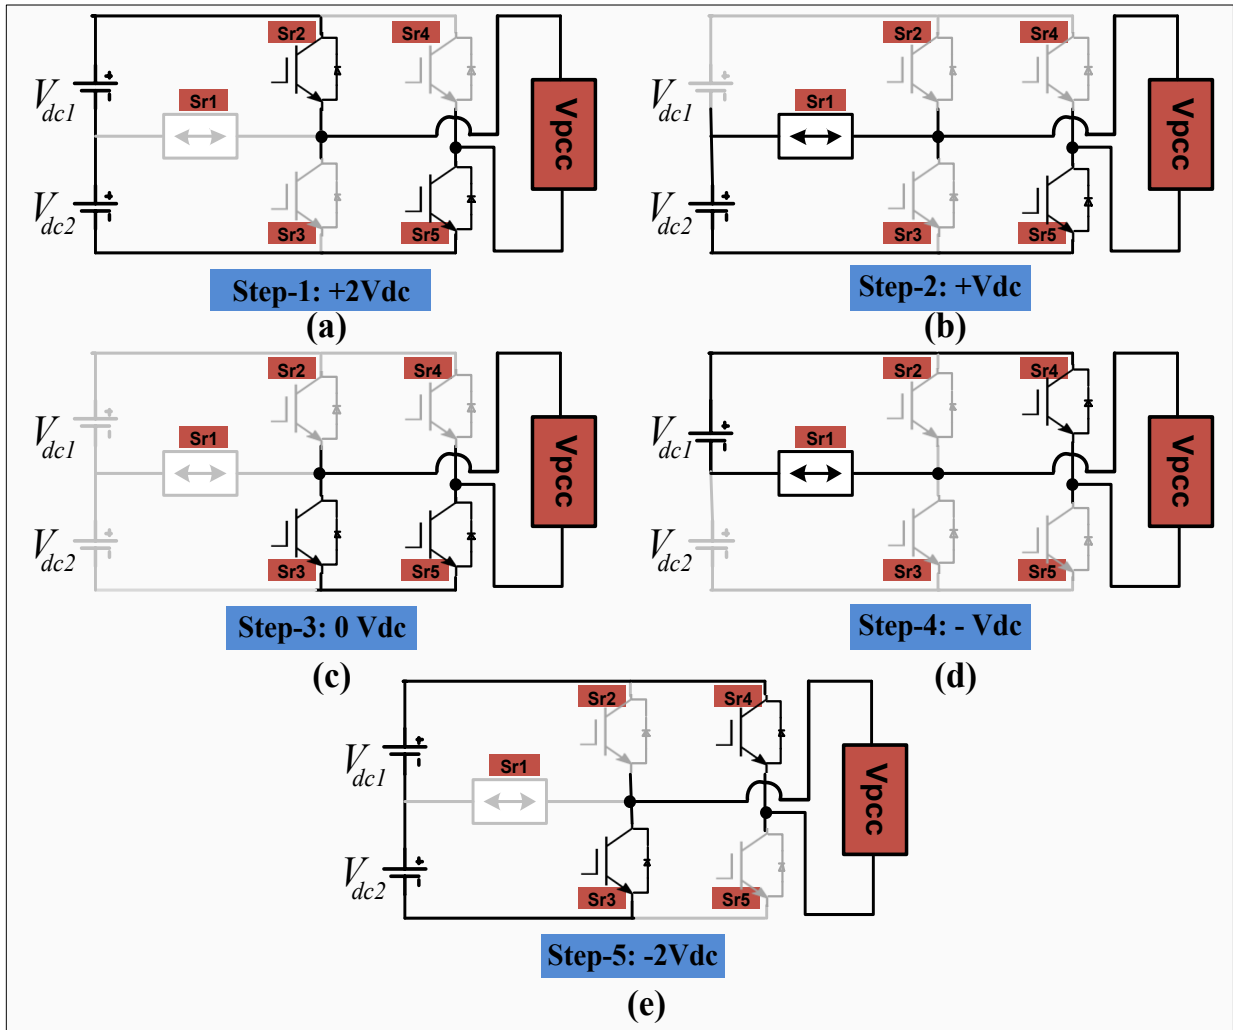 Sr2 Sr4
Sr1
Vdc1
Vpcc
Vdc2
Sr3 Sr5
Step-1: +2Vdc
(a)
Sr2 Sr4
Sr1
Vdc1
Vpcc
Vdc2
Sr3 Sr5
Step-2: +Vdc
(b)
Sr2 Sr4
Sr1
Vdc1
Vpcc
Vdc2
Sr3 Sr5
Step-3: 0 Vdc
(c)
Sr2 Sr4
Sr1
Vdc1
Vpcc
Vdc2
Sr3 Sr5
Step-4: - Vdc
(d)
Sr2 Sr4
Sr1
Vdc1
Vpcc
Vdc2
Sr3 Sr5
Step-5: -2Vdc
(e)